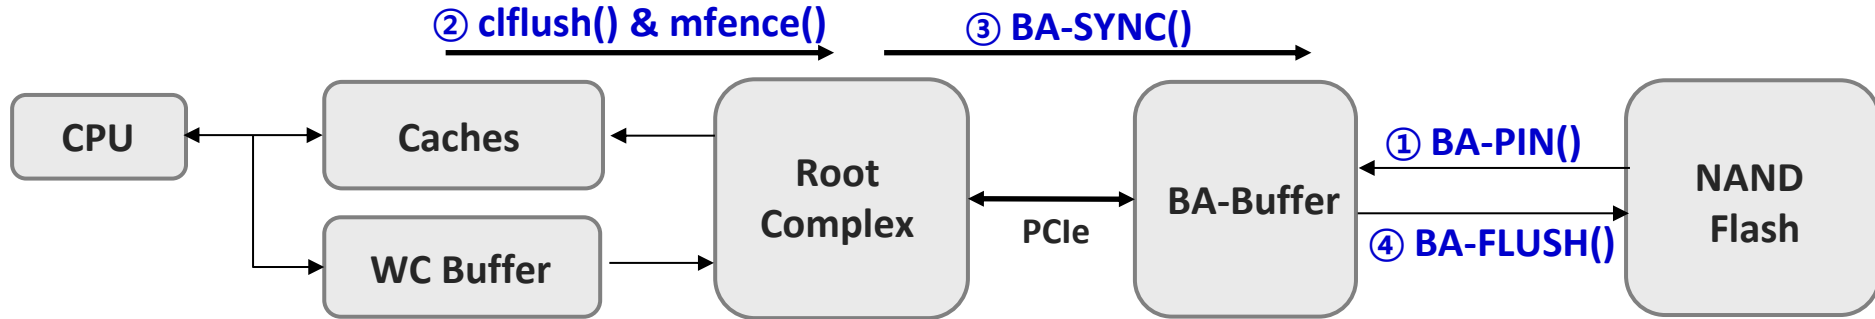 ② clflush() & mfence()
③ BA-SYNC()
CPU
Caches
WC Buffer
Root
Complex
PCIe
BA-Buffer
① BA-PIN()
④ BA-FLUSH()
NAND
Flash